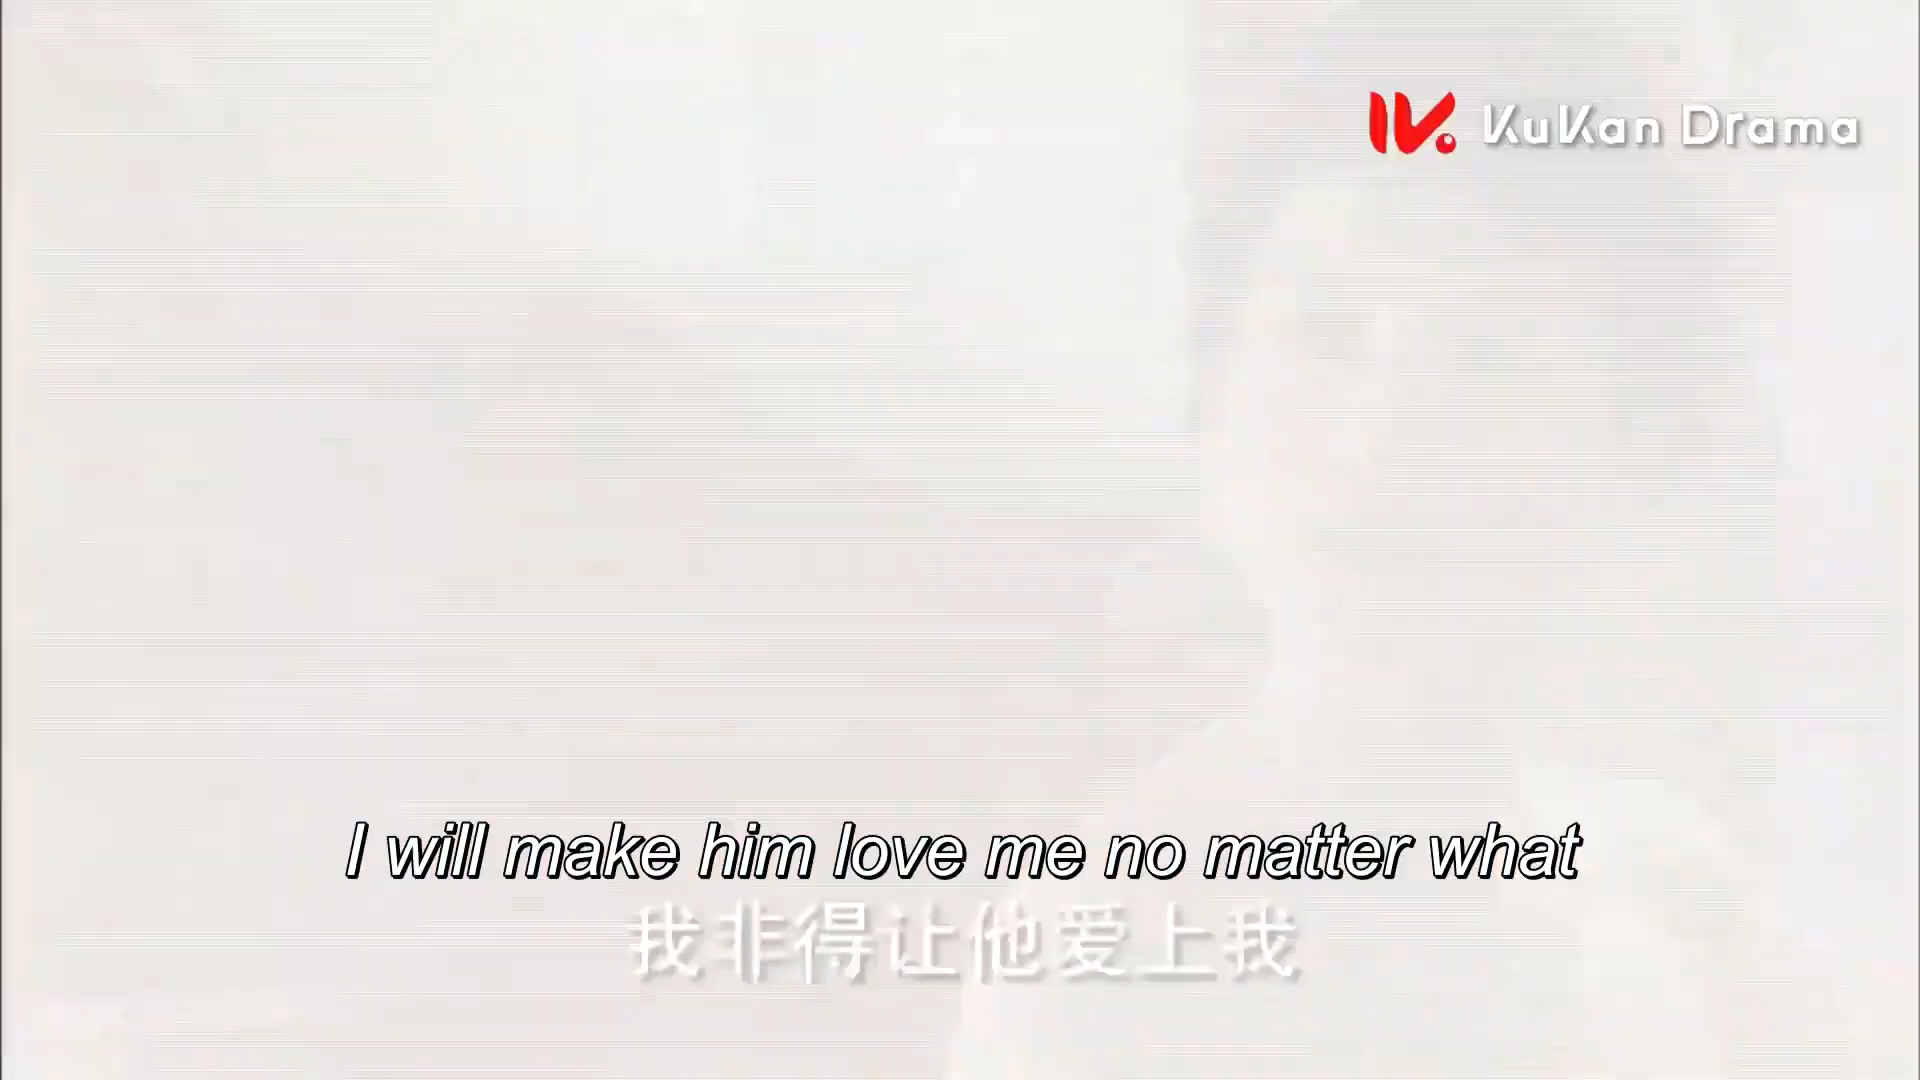 KuKan Drama
I will make him love me no matter what
我非得让他爱上我